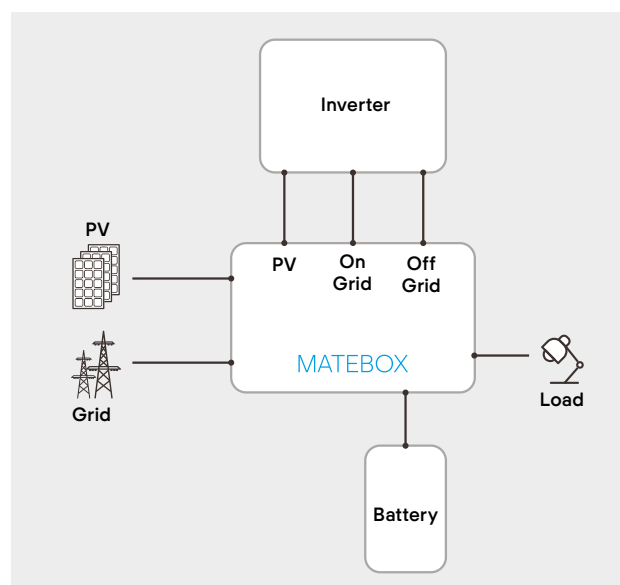 Inverter
PV
PV
On
Grid
Off
Grid
MATEBOX
Grid
Load
Battery